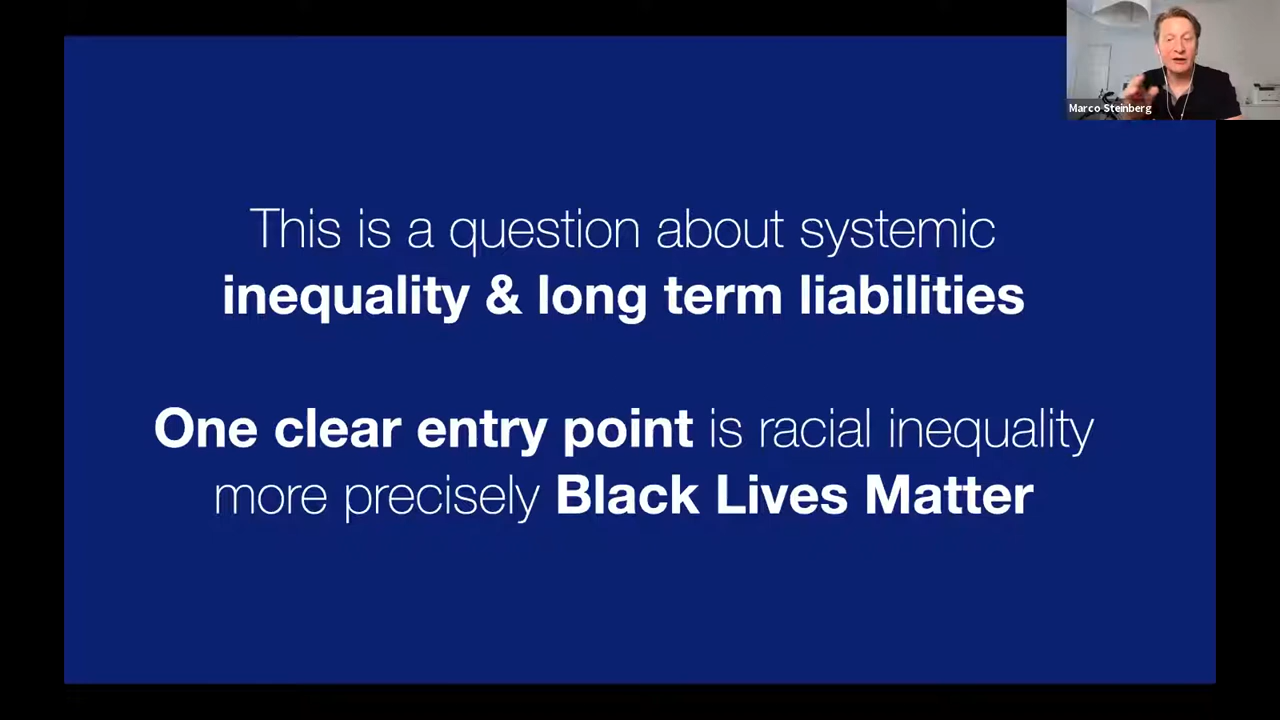 Marco Steinberg
This is a question about systemic
inequality & long term liabilities
One clear entry point is racial inequality
more precisely Black Lives Matter